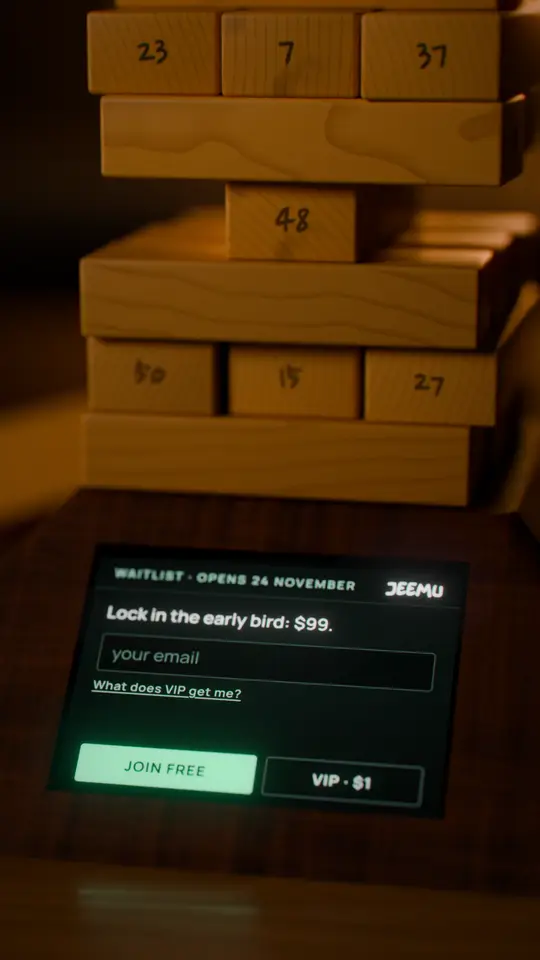 23 7 37
48
50 15 27
WAITLIST · OPENS 24 NOVEMBER JEEMU
Lock in the early bird: $99.
your email
What does VIP get me?
JOIN FREE VIP · $1